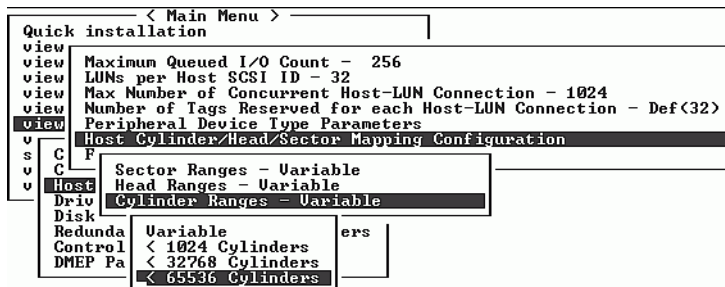 < Main Menu >
Quick installation
view
view Maximum Queued I/O Count - 256
view LUNs per Host SCSI ID - 32
view Max Number of Concurrent Host-LUN Connection - 1024
view Number of Tags Reserved for each Host-LUN Connection - Def(32)
view Peripheral Device Type Parameters
v Host Cylinder/Head/Sector Mapping Configuration
s C F
v C Sector Ranges - Variable
v Host Head Ranges - Variable
Driv Cylinder Ranges - Variable
Disk
Redunda Variable ers
Control < 1024 Cylinders
DMEP Pa < 32768 Cylinders
< 65536 Cylinders